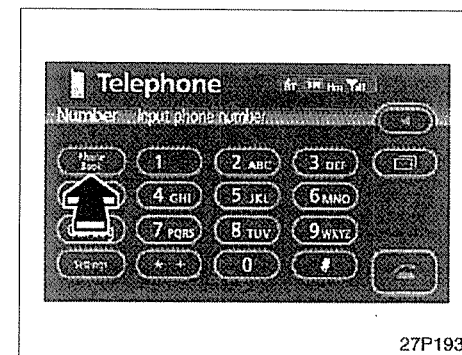 Telephone
Number Input phone number.
Phone Book 1 2 ABC 3 DEF
4 GHI 5 JKL 6 MNO
7 PQRS 8 TUV 9 WXYZ
* + 0 #
27P193